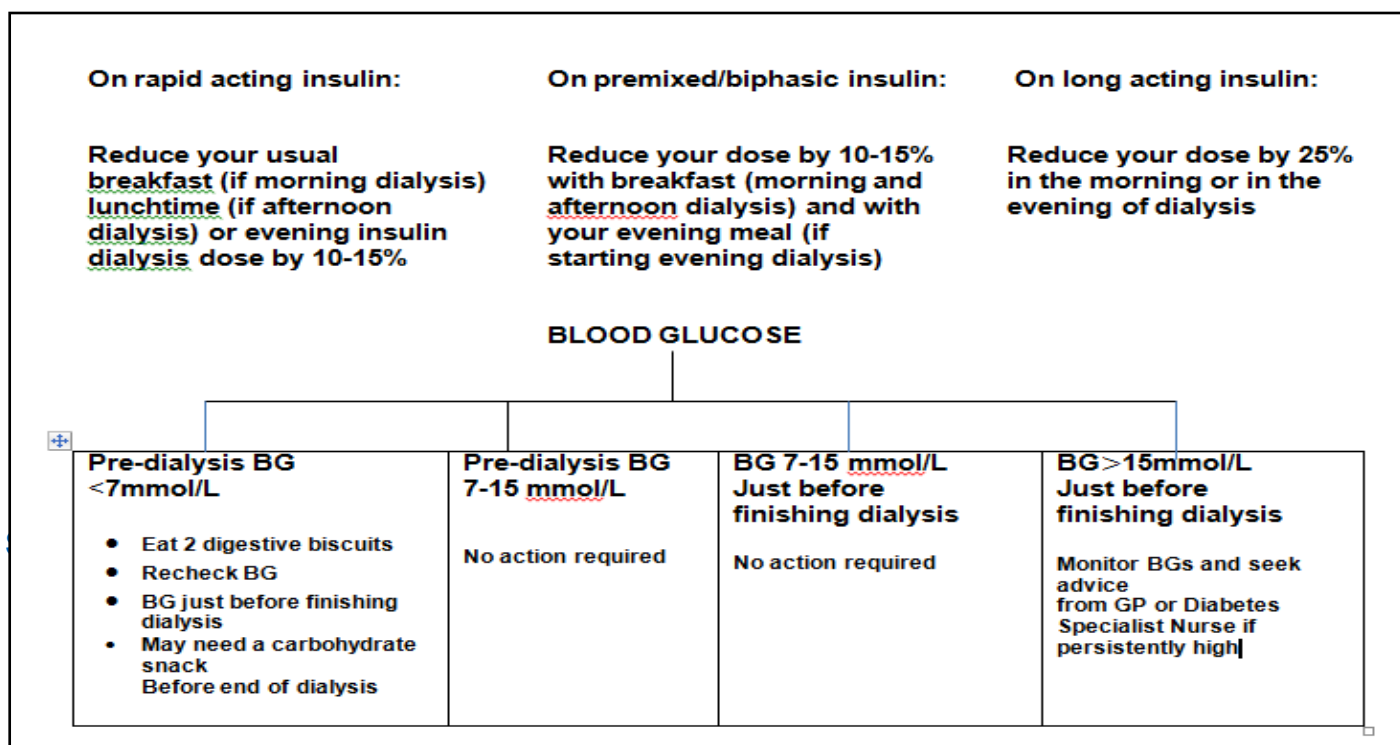 On rapid acting insulin:
Reduce your usual
breakfast (if morning dialysis)
lunchtime (if afternoon
dialysis) or evening insulin
dialysis dose by 10-15%
On premixed/biphasic insulin:
Reduce your dose by 10-15%
with breakfast (morning and
afternoon dialysis) and with
your evening meal (if
starting evening dialysis)
On long acting insulin:
Reduce your dose by 25%
in the morning or in the
evening of dialysis
BLOOD GLUCOSE
Pre-dialysis BG
<7mmol/L
• Eat 2 digestive biscuits
• Recheck BG
• BG just before finishing
dialysis
• May need a carbohydrate
snack
Before end of dialysis
Pre-dialysis BG
7-15 mmol/L
No action required
BG 7-15 mmol/L
Just before
finishing dialysis
No action required
BG>15mmol/L
Just before
finishing dialysis
Monitor BGs and seek
advice
from GP or Diabetes
Specialist Nurse if
persistently high